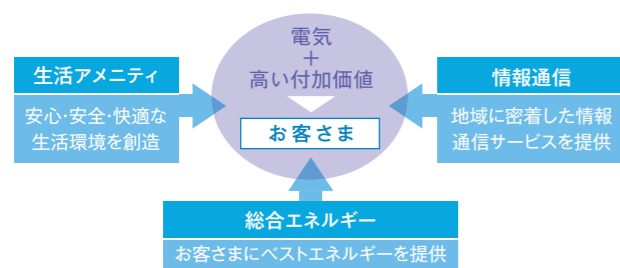 電気
＋
高い付加価値
お客さま
生活アメニティ
安心・安全・快適な
生活環境を創造
情報通信
地域に密着した情報
通信サービスを提供
総合エネルギー
お客さまにベストエネルギーを提供